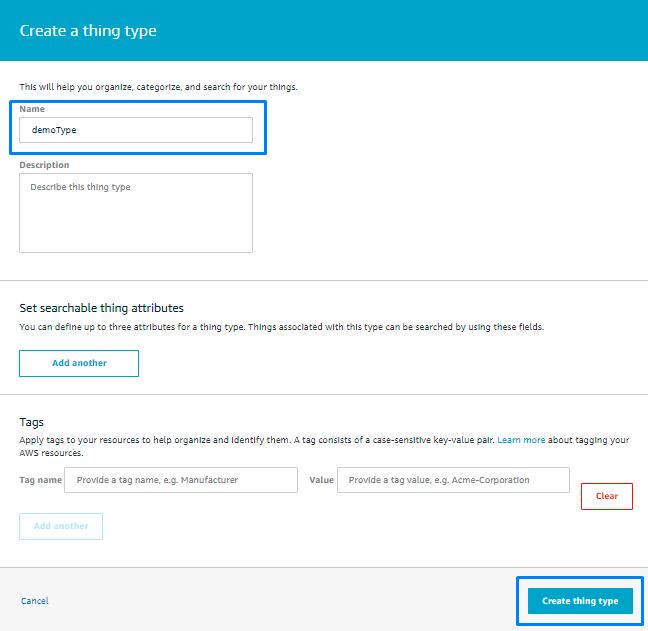 Create a thing type
This will help you organize, categorize, and search for your things.
Name
demoType
Description
Describe this thing type
Set searchable thing attributes
You can define up to three attributes for a thing type. Things associated with this type can be searched by using these fields.
Add another
Tags
Apply tags to your resources to help organize and identify them. A tag consists of a case-sensitive key-value pair. Learn more about tagging your
AWS resources.
Tag name Provide a tag name, e.g. Manufacturer Value Provide a tag value, e.g. Acme-Corporation
Clear
Add another
Cancel Create thing type